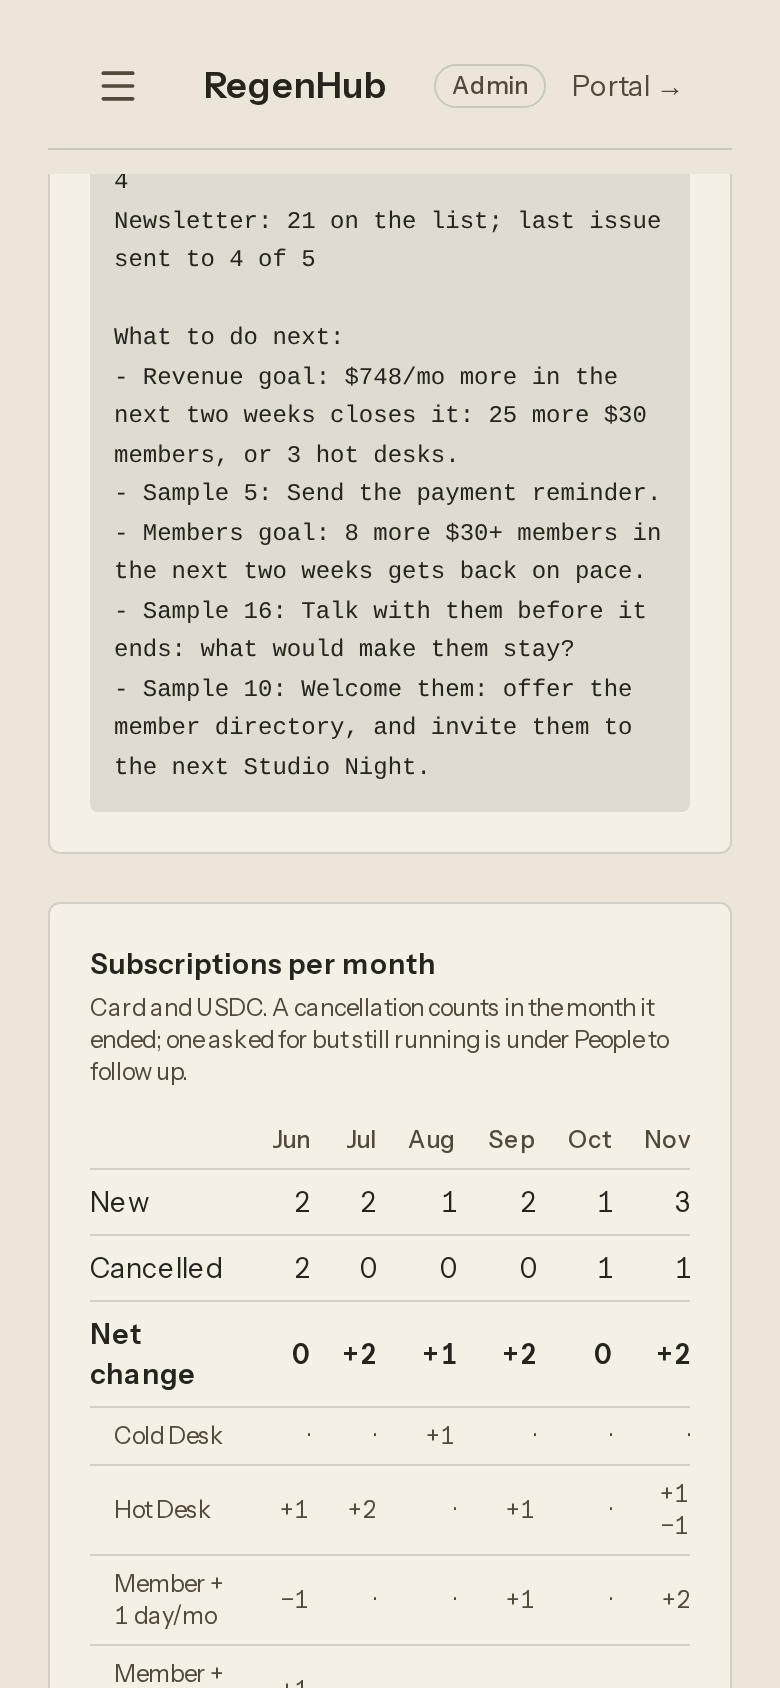 RegenHub Admin Portal →
4
Newsletter: 21 on the list; last issue
sent to 4 of 5
What to do next:
- Revenue goal: $748/mo more in the
next two weeks closes it: 25 more $30
members, or 3 hot desks.
- Sample 5: Send the payment reminder.
- Members goal: 8 more $30+ members in
the next two weeks gets back on pace.
- Sample 16: Talk with them before it
ends: what would make them stay?
- Sample 10: Welcome them: offer the
member directory, and invite them to
the next Studio Night.
Subscriptions per month
Card and USDC. A cancellation counts in the month it
ended; one asked for but still running is under People to
follow up.
Jun Jul Aug Sep Oct Nov
New 2 2 1 2 1 3
Cancelled 2 0 0 0 1 1
Net
change 0 +2 +1 +2 0 +2
Cold Desk · · +1 · · ·
Hot Desk +1 +2 · +1 · +1
−1
Member +
1 day/mo −1 · · +1 · +2
Member +
+1